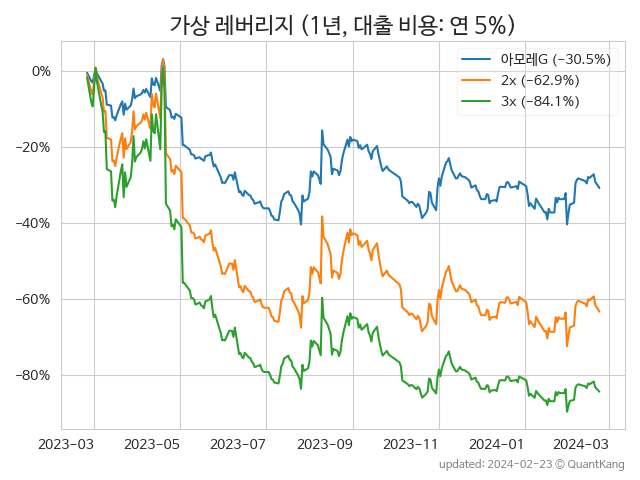 가상 레버리지 (1년, 대출 비용: 연 5%)
아모레G (−30.5%)
2x (−62.9%)
3x (−84.1%)
0%
−20%
−40%
−60%
−80%
2023-03
2023-05
2023-07
2023-09
2023-11
2024-01
2024-03
updated: 2024-02-23 © QuantKang